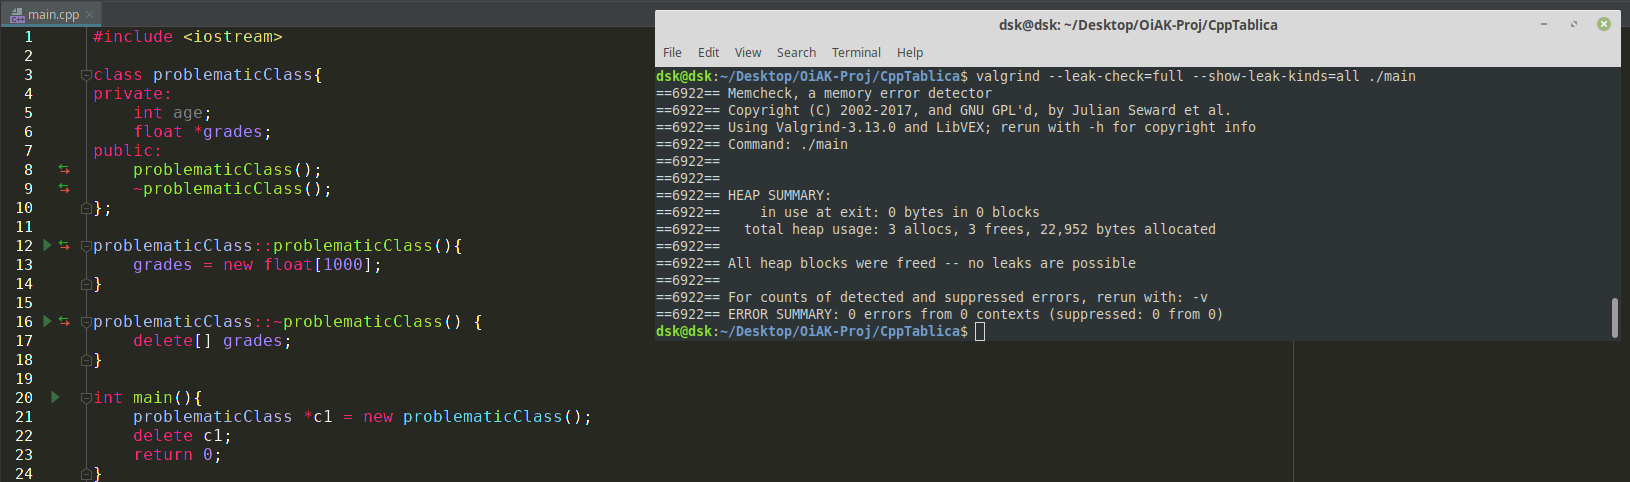 main.cpp
1 #include <iostream>
2
3 class problematicClass{
4 private:
5     int age;
6     float *grades;
7 public:
8     problematicClass();
9     ~problematicClass();
10 };
11
12 problematicClass::problematicClass(){
13     grades = new float[1000];
14 }
15
16 problematicClass::~problematicClass() {
17     delete[] grades;
18 }
19
20 int main(){
21     problematicClass *c1 = new problematicClass();
22     delete c1;
23     return 0;
24 }
dsk@dsk: ~/Desktop/OiAK-Proj/CppTablica
File Edit View Search Terminal Help
dsk@dsk:~/Desktop/OiAK-Proj/CppTablica$ valgrind --leak-check=full --show-leak-kinds=all ./main
==6922== Memcheck, a memory error detector
==6922== Copyright (C) 2002-2017, and GNU GPL'd, by Julian Seward et al.
==6922== Using Valgrind-3.13.0 and LibVEX; rerun with -h for copyright info
==6922== Command: ./main
==6922==
==6922==
==6922== HEAP SUMMARY:
==6922==     in use at exit: 0 bytes in 0 blocks
==6922==   total heap usage: 3 allocs, 3 frees, 22,952 bytes allocated
==6922==
==6922== All heap blocks were freed -- no leaks are possible
==6922==
==6922== For counts of detected and suppressed errors, rerun with: -v
==6922== ERROR SUMMARY: 0 errors from 0 contexts (suppressed: 0 from 0)
dsk@dsk:~/Desktop/OiAK-Proj/CppTablica$